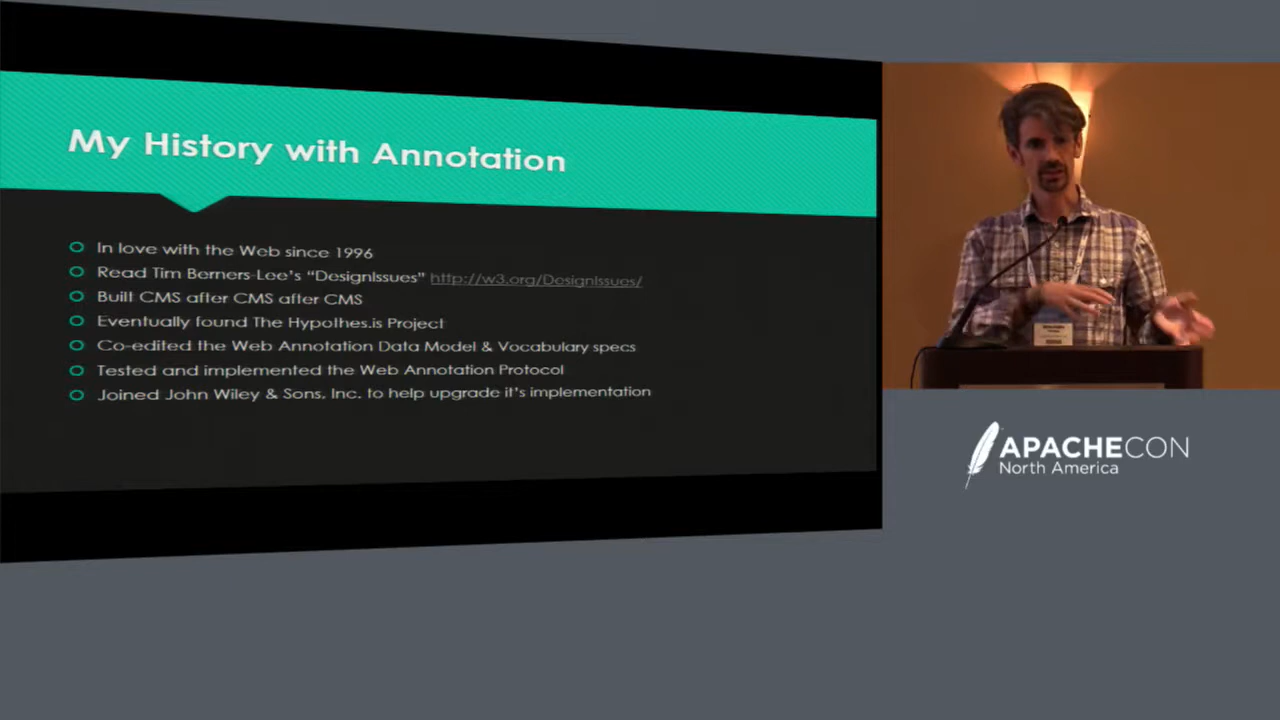 My History with Annotation
In love with the Web since 1996
Read Tim Berners-Lee's “DesignIssues” http://w3.org/DesignIssues/
Built CMS after CMS after CMS
Eventually found The Hypothes.is Project
Co-edited the Web Annotation Data Model & Vocabulary specs
Tested and implemented the Web Annotation Protocol
Joined John Wiley & Sons, Inc. to help upgrade it's implementation
APACHECON
North America